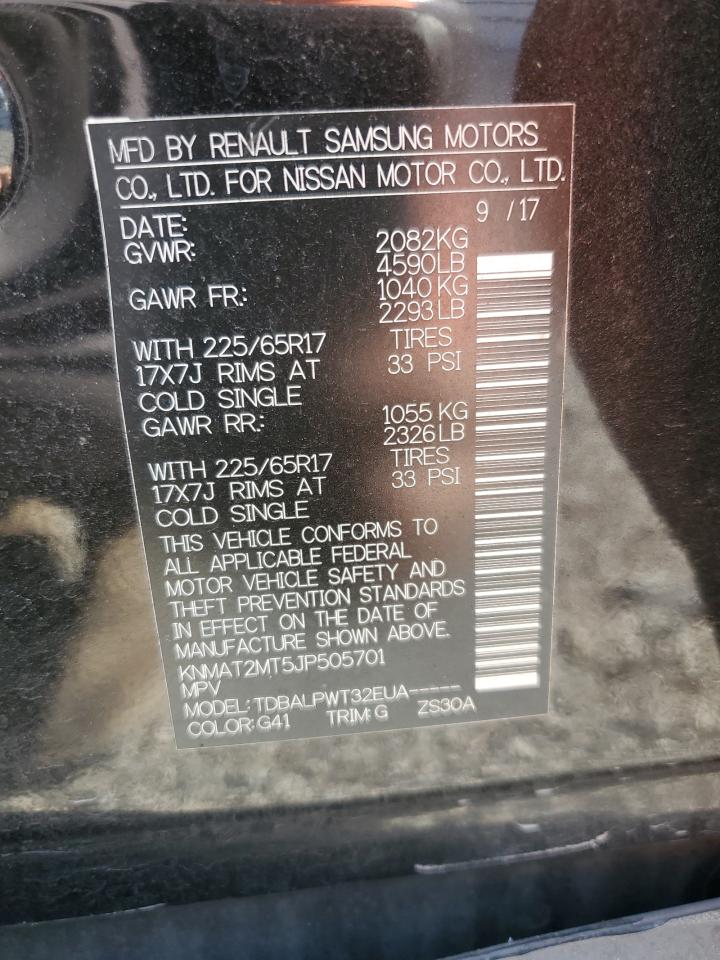 MFD BY RENAULT SAMSUNG MOTORS
CO., LTD. FOR NISSAN MOTOR CO., LTD.
DATE: 9 /17
GVWR: 2082KG
4590LB
GAWR FR.: 1040 KG
2293LB
WITH 225/65R17 TIRES
17X7J RIMS AT 33 PSI
COLD SINGLE
GAWR RR.: 1055 KG
2326LB
WITH 225/65R17 TIRES
17X7J RIMS AT 33 PSI
COLD SINGLE
THIS VEHICLE CONFORMS TO
ALL APPLICABLE FEDERAL
MOTOR VEHICLE SAFETY AND
THEFT PREVENTION STANDARDS
IN EFFECT ON THE DATE OF
MANUFACTURE SHOWN ABOVE.
KNMAT2MT5JP505701
MPV
MODEL: TDBALPWT32EUA-----
COLOR: G41 TRIM: G ZS30A